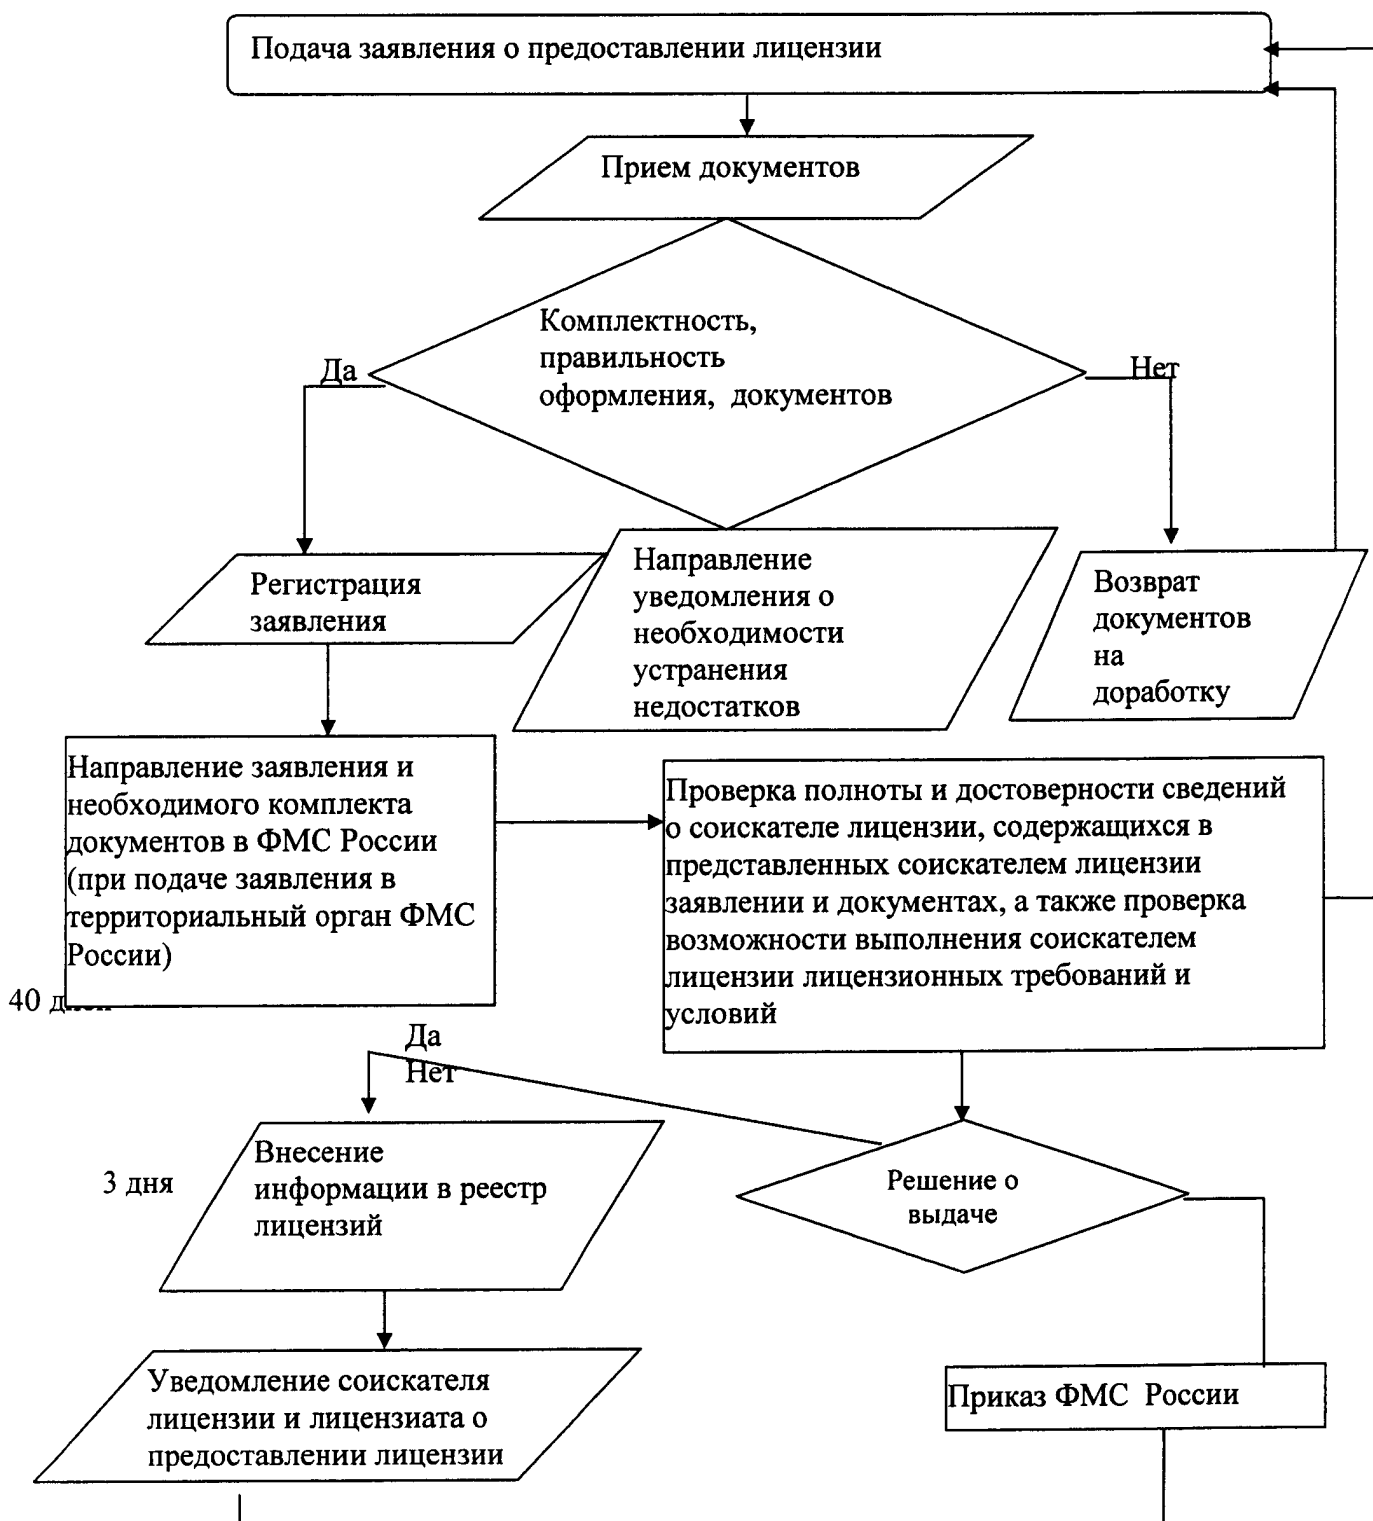 Подача заявления о предоставлении лицензии
Прием документов
Комплектность,
правильность
оформления, документов
Да
Нет
Регистрация
заявления
Направление
уведомления о
необходимости
устранения
недостатков
Возврат
документов
на
доработку
Направление заявления и
необходимого комплекта
документов в ФМС России
(при подаче заявления в
территориальный орган ФМС
России)
Проверка полноты и достоверности сведений
о соискателе лицензии, содержащихся в
представленных соискателем лицензии
заявлении и документах, а также проверка
возможности выполнения соискателем
лицензии лицензионных требований и
условий
40
Да
Нет
Внесение
информации в реестр
лицензий
3 дня
Решение о
выдаче
Уведомление соискателя
лицензии и лицензиата о
предоставлении лицензии
Приказ ФМС России